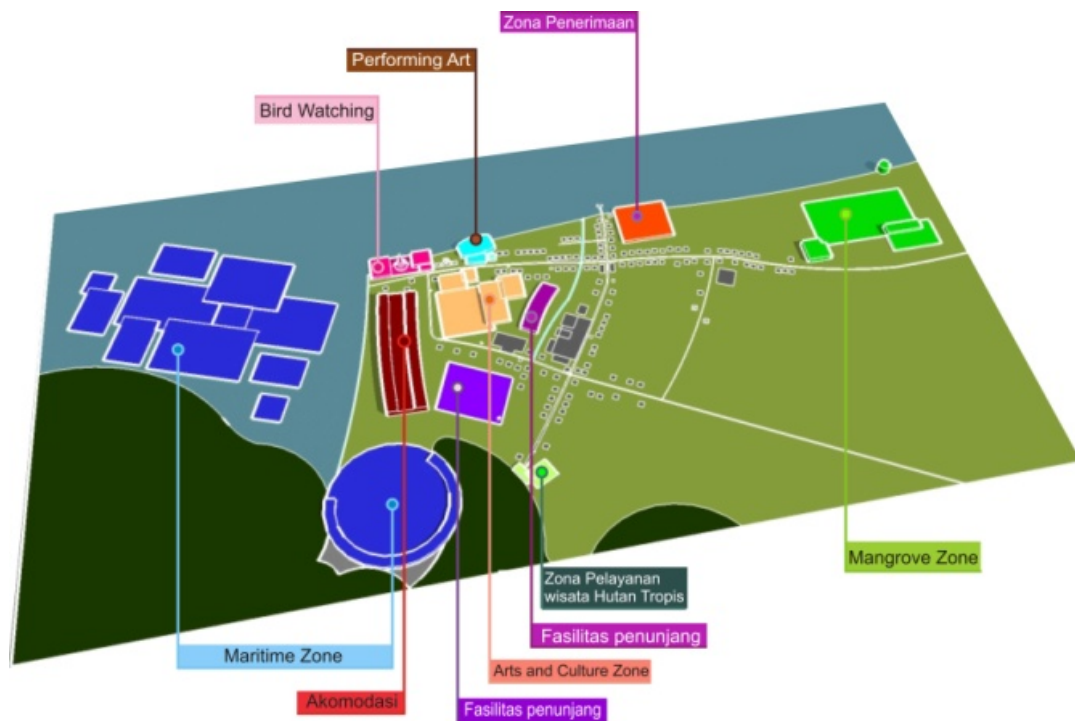 Zona Penerimaan
Performing Art
Bird Watching
Mangrove Zone
Zona Pelayanan
wisata Hutan Tropis
Fasilitas penunjang
Maritime Zone
Arts and Culture Zone
Akomodasi
Fasilitas penunjang